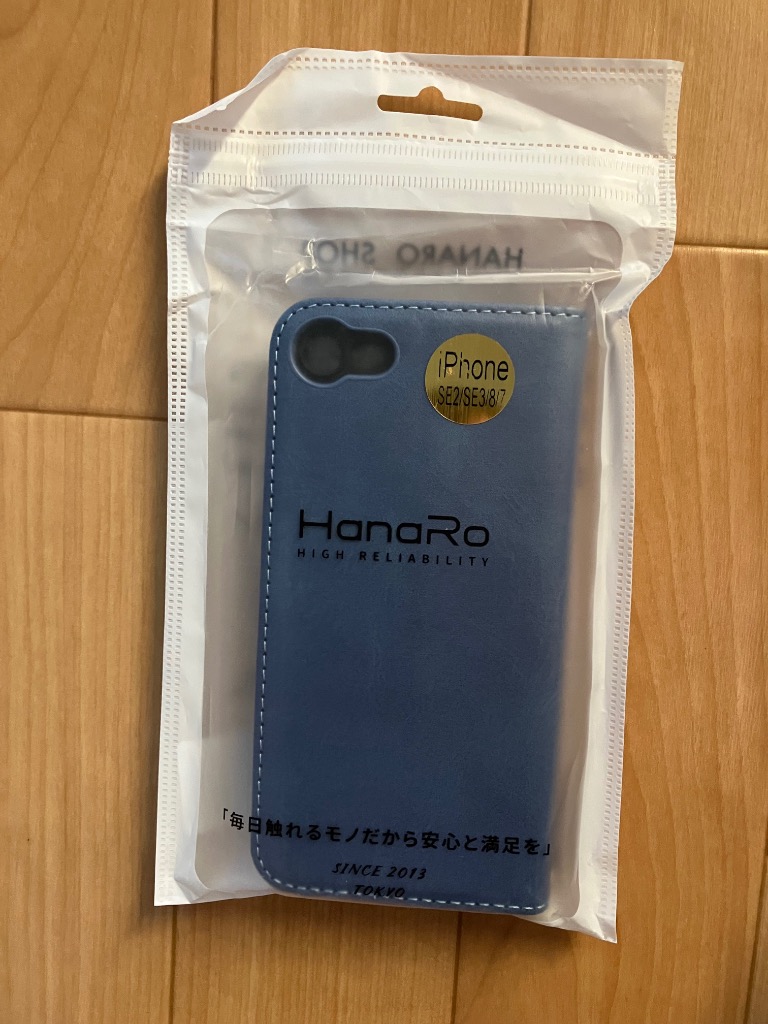 HANARO SHOP
iPhone
SE2/SE3/8/7
HanaRo
HIGH RELIABILITY
「毎日触れるモノだから安心と満足を」
SINCE 2013
TOKYO